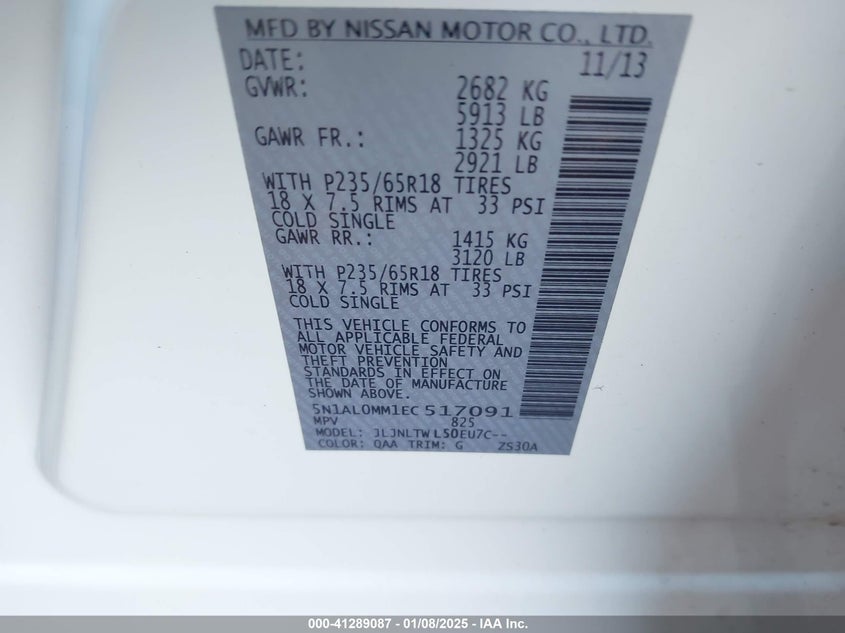 MFD BY NISSAN MOTOR CO., LTD.
DATE: 11/13
GVWR: 2682 KG
5913 LB
GAWR FR.: 1325 KG
2921 LB
WITH P235/65R18 TIRES
18 X 7.5 RIMS AT 33 PSI
COLD SINGLE
GAWR RR.: 1415 KG
3120 LB
WITH P235/65R18 TIRES
18 X 7.5 RIMS AT 33 PSI
COLD SINGLE
THIS VEHICLE CONFORMS TO
ALL APPLICABLE FEDERAL
MOTOR VEHICLE SAFETY AND
THEFT PREVENTION
STANDARDS IN EFFECT ON
THE DATE OF MANUFACTURE
SHOWN ABOVE.
5N1AL0MM1EC517091
MPV 825
MODEL: JLJNLTWL50EU7C--
COLOR: QAA TRIM: G ZS30A
000-41289087 - 01/08/2025 - IAA Inc.